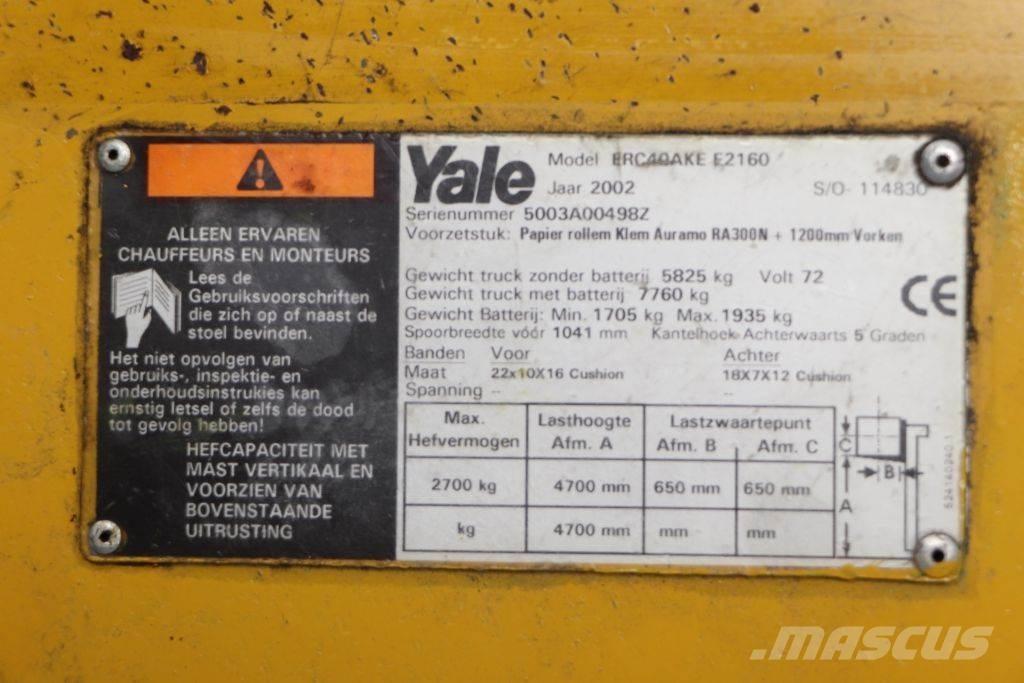 ALLEEN ERVAREN
CHAUFFEURS EN MONTEURS
Lees de
Gebruiksvoorschriften
die zich op of naast de
stoel bevinden.
Het niet opvolgen van
gebruiks-, inspektie- en
onderhoudsinstrukies kan
ernstig letsel of zelfs de dood
tot gevolg hebben!
HEFCAPACITEIT MET
MAST VERTIKAAL EN
VOORZIEN VAN
BOVENSTAANDE
UITRUSTING
Yale Model ERC40AKE E2160
Jaar 2002 S/O- 114830
Serienummer 5003A00498Z
Voorzetstuk: Papier rollem Klem Auramo RA300N + 1200mm Vorken
Gewicht truck zonder batterij 5825 kg Volt 72
Gewicht truck met batterij 7760 kg
Gewicht Batterij: Min. 1705 kg Max. 1935 kg
CE
Spoorbreedte vóór 1041 mm Kantelhoek Achterwaarts 5 Graden
Banden Voor Achter
Maat 22x10X16 Cushion 18X7X12 Cushion
Spanning -- --
Max. Lasthoogte Lastzwaartepunt
Hefvermogen Afm. A Afm. B Afm. C
2700 kg 4700 mm 650 mm 650 mm
kg 4700 mm mm mm
C
B
A
524160240.1
MASCUS